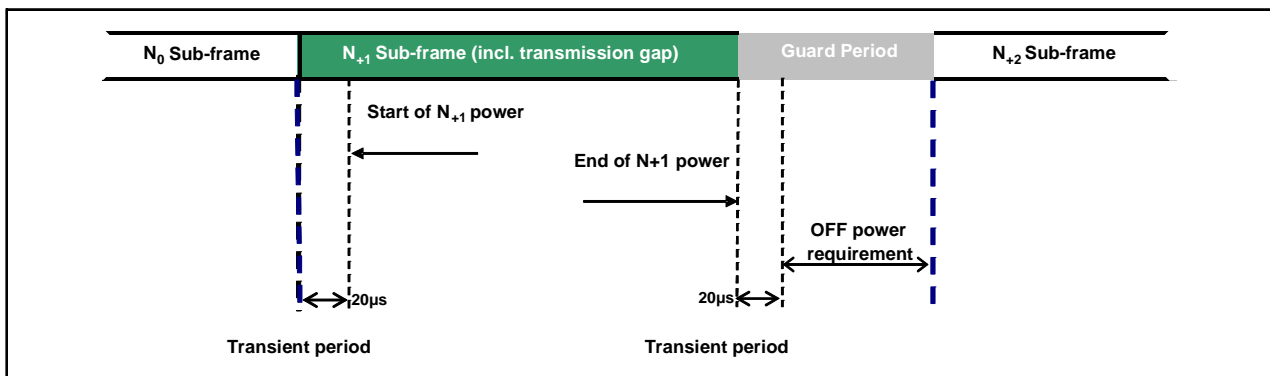 N0 Sub-frame
N+1 Sub-frame (incl. transmission gap)
Guard Period
N+2 Sub-frame
Start of N+1 power
End of N+1 power
OFF power
requirement
20µs
20µs
Transient period
Transient period